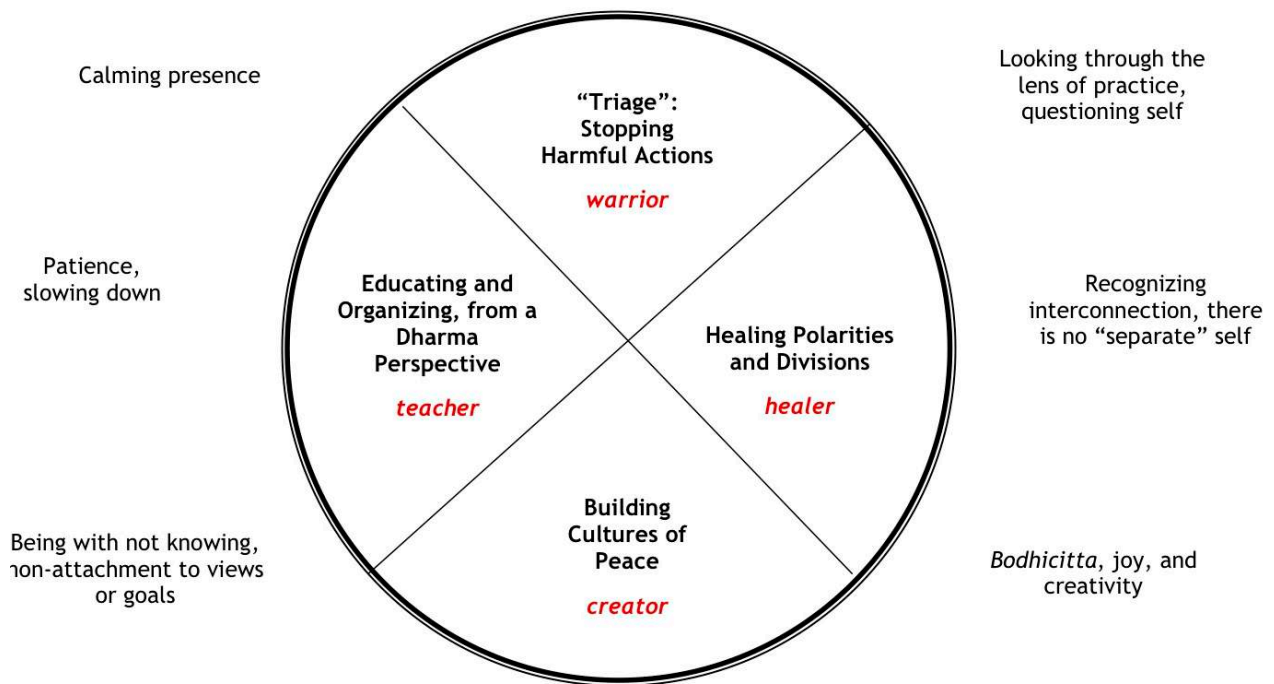 Calming presence
Looking through the
lens of practice,
questioning self
“Triage”:
Stopping
Harmful Actions
warrior
Patience,
slowing down
Educating and
Organizing, from a
Dharma
Perspective
teacher
Healing Polarities
and Divisions
healer
Recognizing
interconnection, there
is no “separate” self
Building
Cultures of
Peace
creator
Being with not knowing,
non-attachment to views
or goals
Bodhicitta, joy, and
creativity